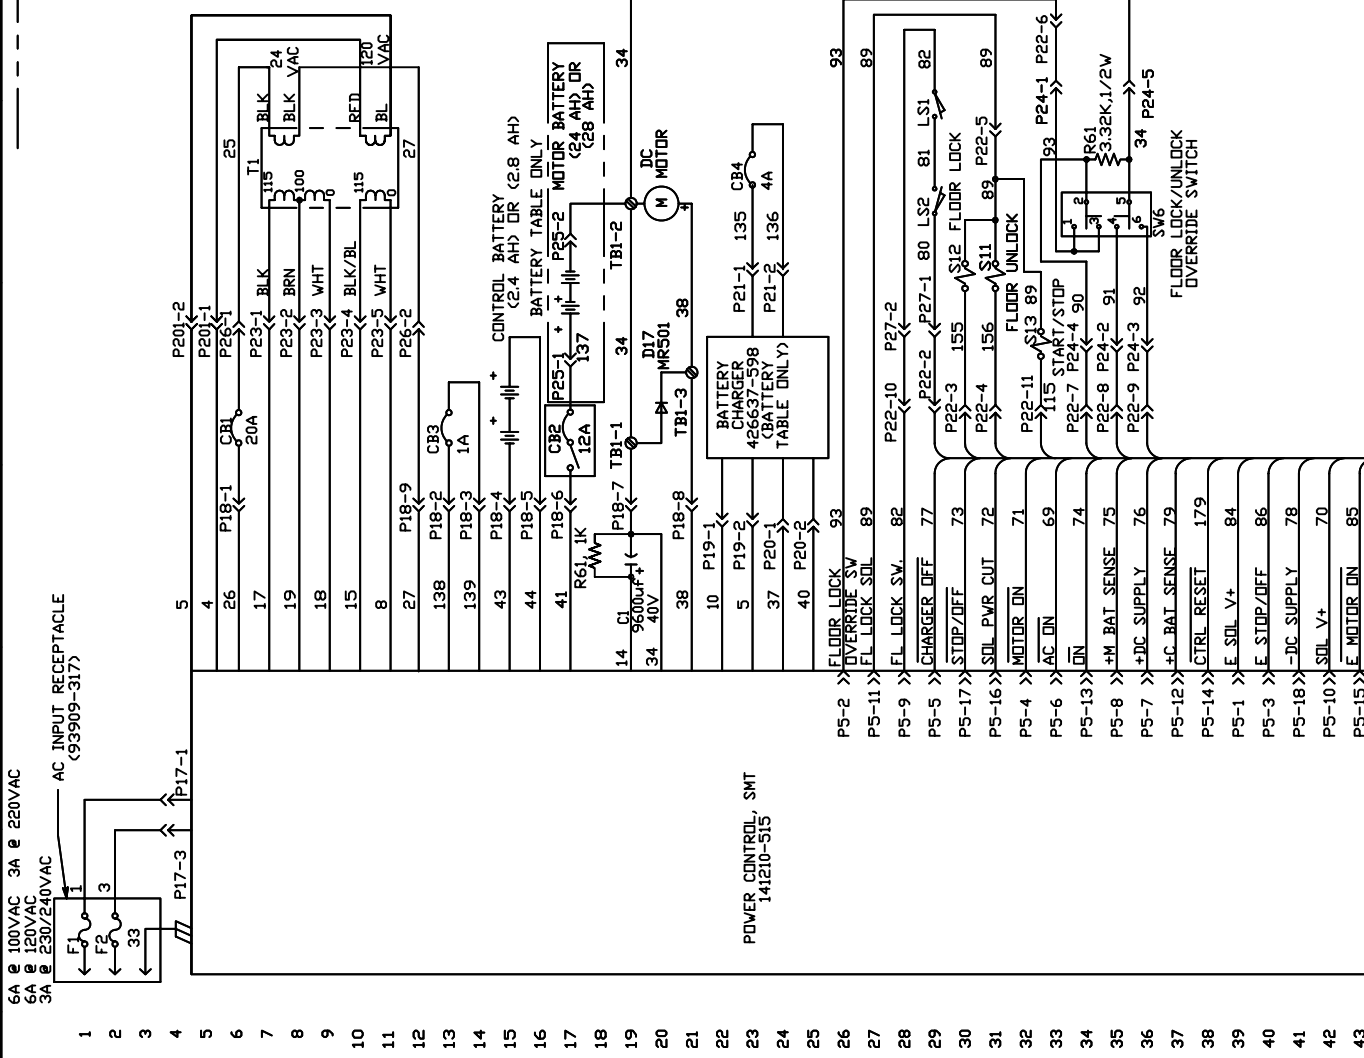 6A @ 100VAC 3A @ 220VAC
6A @ 120VAC
3A @ 230/240VAC
AC INPUT RECEPTACLE
(93909-317)
F1
F2
33
1
3
P17-1
P17-3
POWER CONTROL, SMT
141210-515
1
2
3
4
5
6
7
8
9
10
11
12
13
14
15
16
17
18
19
20
21
22
23
24
25
26
27
28
29
30
31
32
33
34
35
36
37
38
39
40
41
42
43
5
4
26
17
19
18
15
8
27
138
139
43
44
41
14
34
38
10
5
37
40
P201-2
P201-1
P26-1
P23-1
P23-2
P23-3
P23-4
P23-5
P26-2
BLK
BRN
WHT
BLK/BL
WHT
CB1
20A
P18-1
25
T1
115
100
0
115
0
BLK
BLK
RED
BL
24
VAC
120
VAC
27
P18-9
P18-2
P18-3
P18-4
P18-5
P18-6
P18-7
P18-8
CB3
1A
CONTROL BATTERY
(2.4 AH) OR (2.8 AH)
BATTERY TABLE ONLY
+
+
MOTOR BATTERY
(24 AH) OR
(28 AH)
P25-2
P25-1
+
+
137
CB2
12A
R61, 1K
C1
9600uf +
40V
TB1-1
TB1-2
TB1-3
34
34
D17
MR501
38
DC
MOTOR
M
+
CB4
4A
135
136
P21-1
P21-2
BATTERY
CHARGER
426637-598
(BATTERY
TABLE ONLY)
P19-1
P19-2
P20-1
P20-2
93
89
82
LS1
81
LS2
80
P27-1
P27-2
P22-10
P22-2
89
P22-5
89
S12 FLOOR LOCK
S11
FLOOR UNLOCK
155
156
P22-3
P22-4
S13 89
START/STOP
115
P22-11
P22-7
P22-8
P22-9
P24-4
P24-2
P24-3
90
91
92
P24-1
P22-6
93
R61
3.32K,1/2W
34
P24-5
1
2
3
4
5
6
SW6
FLOOR LOCK/UNLOCK
OVERRIDE SWITCH
P5-2 FLOOR LOCK
OVERRIDE SW 93
P5-11 FL LOCK SOL 89
P5-9 FL LOCK SW. 82
P5-5 CHARGER OFF 77
P5-17 STOP/OFF 73
P5-16 SOL PWR CUT 72
P5-4 MOTOR ON 71
P5-6 AC ON 69
P5-13 ON 74
P5-8 +M BAT SENSE 75
P5-7 +DC SUPPLY 76
P5-12 +C BAT SENSE 79
P5-14 CTRL RESET 179
P5-1 E SOL V+ 84
P5-3 E STOP/OFF 86
P5-18 -DC SUPPLY 78
P5-10 SOL V+ 70
P5-15 E MOTOR ON 85